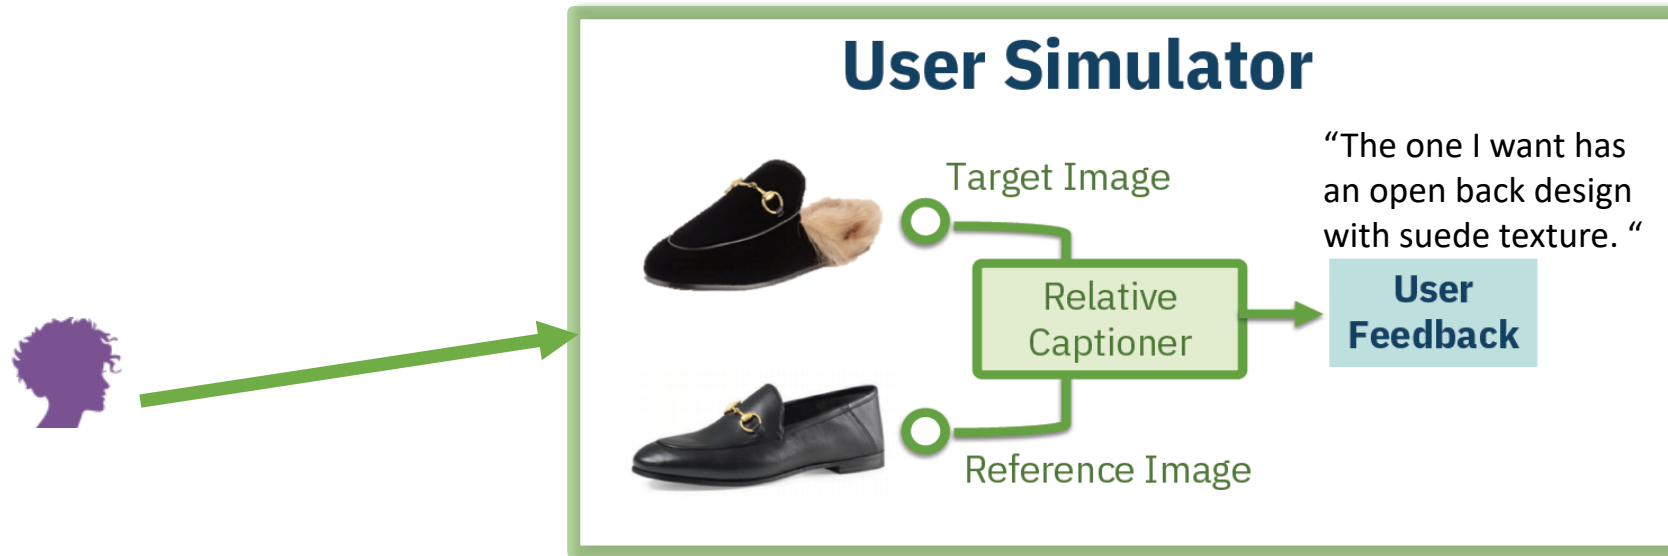 User Simulator
“The one I want has
an open back design
with suede texture. “
Target Image
Relative
Captioner
User
Feedback
Reference Image